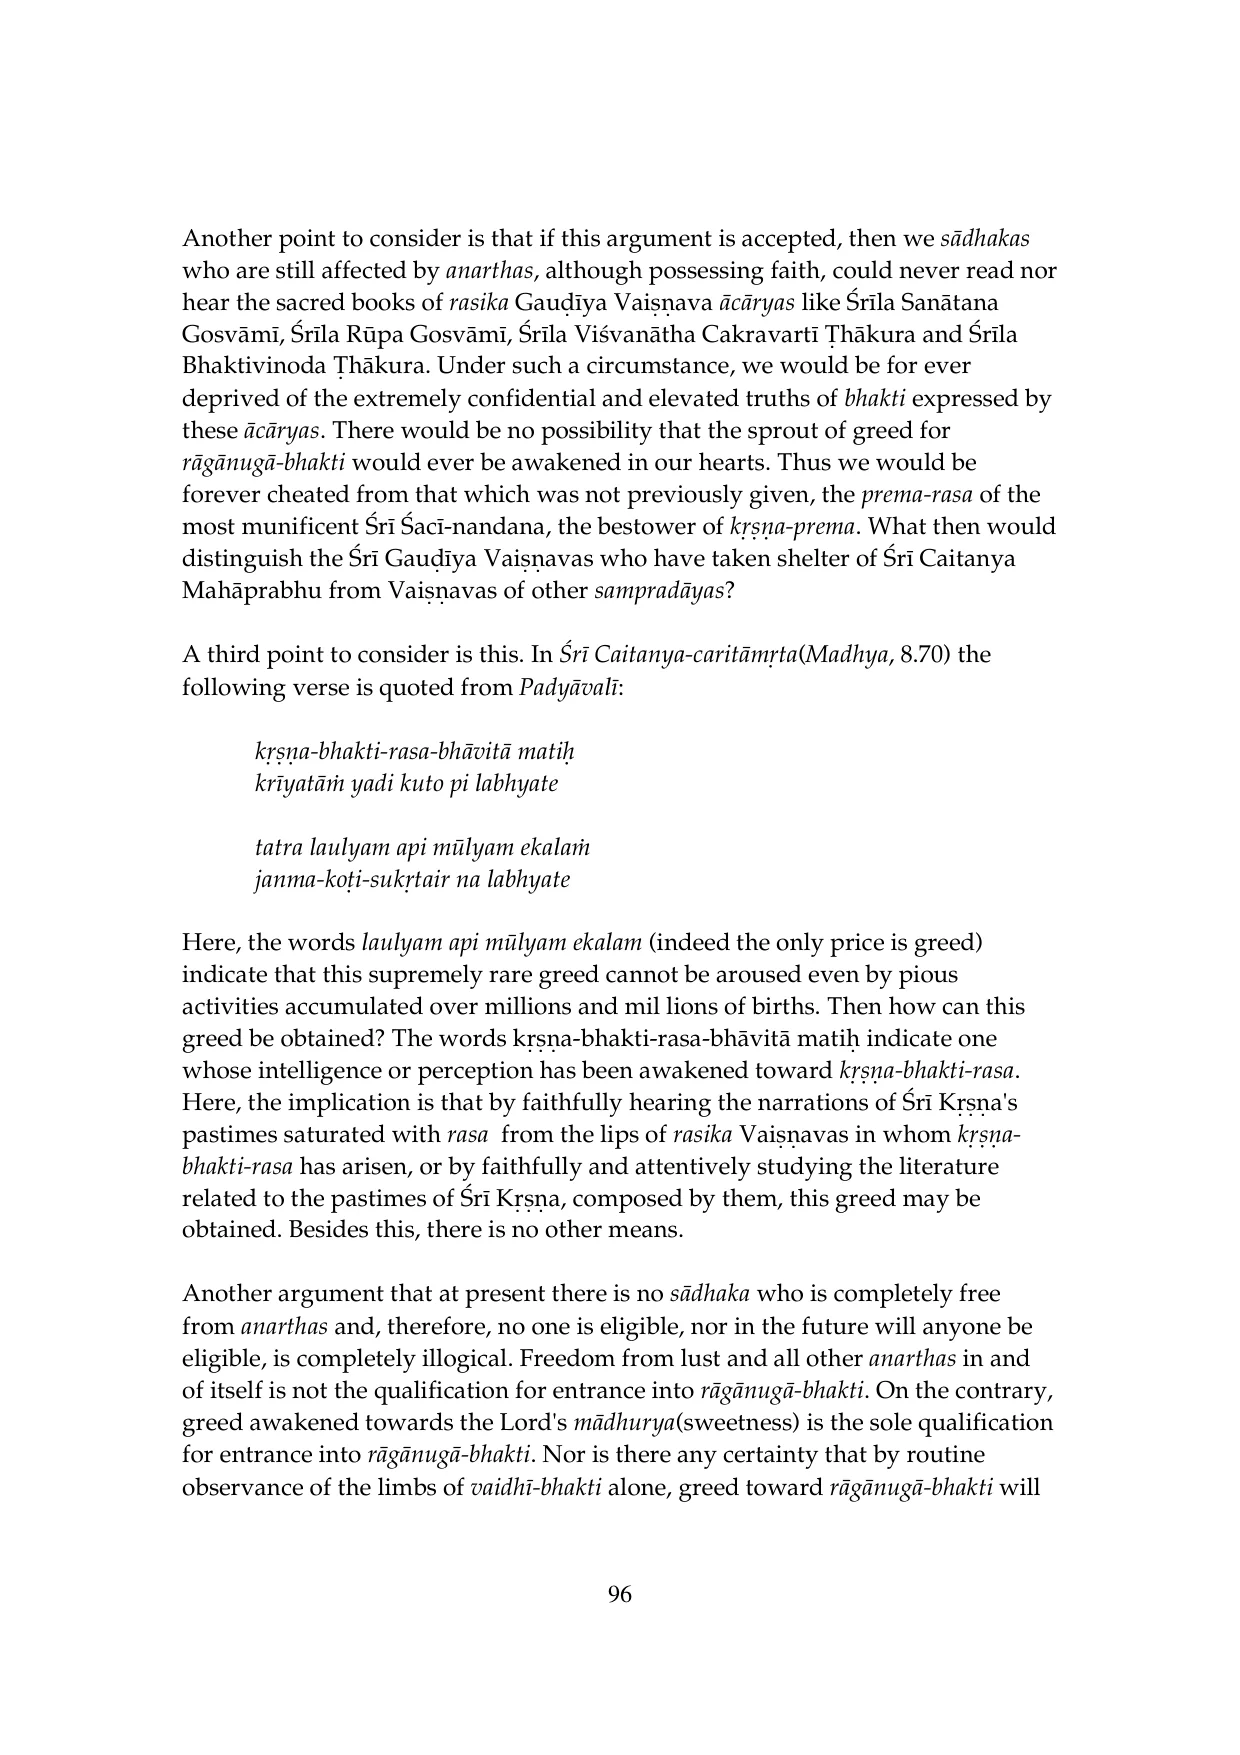 Another point to consider is that if this argument is accepted, then we sādhakas
who are still affected by anarthas, although possessing faith, could never read nor
hear the sacred books of rasika Gauḍīya Vaiṣṇava ācāryas like Śrīla Sanātana
Gosvāmī, Śrīla Rūpa Gosvāmī, Śrīla Viśvanātha Cakravartī Ṭhākura and Śrīla
Bhaktivinoda Ṭhākura. Under such a circumstance, we would be for ever
deprived of the extremely confidential and elevated truths of bhakti expressed by
these ācāryas. There would be no possibility that the sprout of greed for
rāgānugā-bhakti would ever be awakened in our hearts. Thus we would be
forever cheated from that which was not previously given, the prema-rasa of the
most munificent Śrī Śacī-nandana, the bestower of kṛṣṇa-prema. What then would
distinguish the Śrī Gauḍīya Vaiṣṇavas who have taken shelter of Śrī Caitanya
Mahāprabhu from Vaiṣṇavas of other sampradāyas?
A third point to consider is this. In Śrī Caitanya-caritāmṛta(Madhya, 8.70) the
following verse is quoted from Padyāvalī:
kṛṣṇa-bhakti-rasa-bhāvitā matiḥ
krīyatāṁ yadi kuto pi labhyate
tatra laulyam api mūlyam ekalaṁ
janma-koṭi-sukṛtair na labhyate
Here, the words laulyam api mūlyam ekalam (indeed the only price is greed)
indicate that this supremely rare greed cannot be aroused even by pious
activities accumulated over millions and mil lions of births. Then how can this
greed be obtained? The words kṛṣṇa-bhakti-rasa-bhāvitā matiḥ indicate one
whose intelligence or perception has been awakened toward kṛṣṇa-bhakti-rasa.
Here, the implication is that by faithfully hearing the narrations of Śrī Kṛṣṇa's
pastimes saturated with rasa  from the lips of rasika Vaiṣṇavas in whom kṛṣṇa-
bhakti-rasa has arisen, or by faithfully and attentively studying the literature
related to the pastimes of Śrī Kṛṣṇa, composed by them, this greed may be
obtained. Besides this, there is no other means.
Another argument that at present there is no sādhaka who is completely free
from anarthas and, therefore, no one is eligible, nor in the future will anyone be
eligible, is completely illogical. Freedom from lust and all other anarthas in and
of itself is not the qualification for entrance into rāgānugā-bhakti. On the contrary,
greed awakened towards the Lord's mādhurya(sweetness) is the sole qualification
for entrance into rāgānugā-bhakti. Nor is there any certainty that by routine
observance of the limbs of vaidhī-bhakti alone, greed toward rāgānugā-bhakti will
96